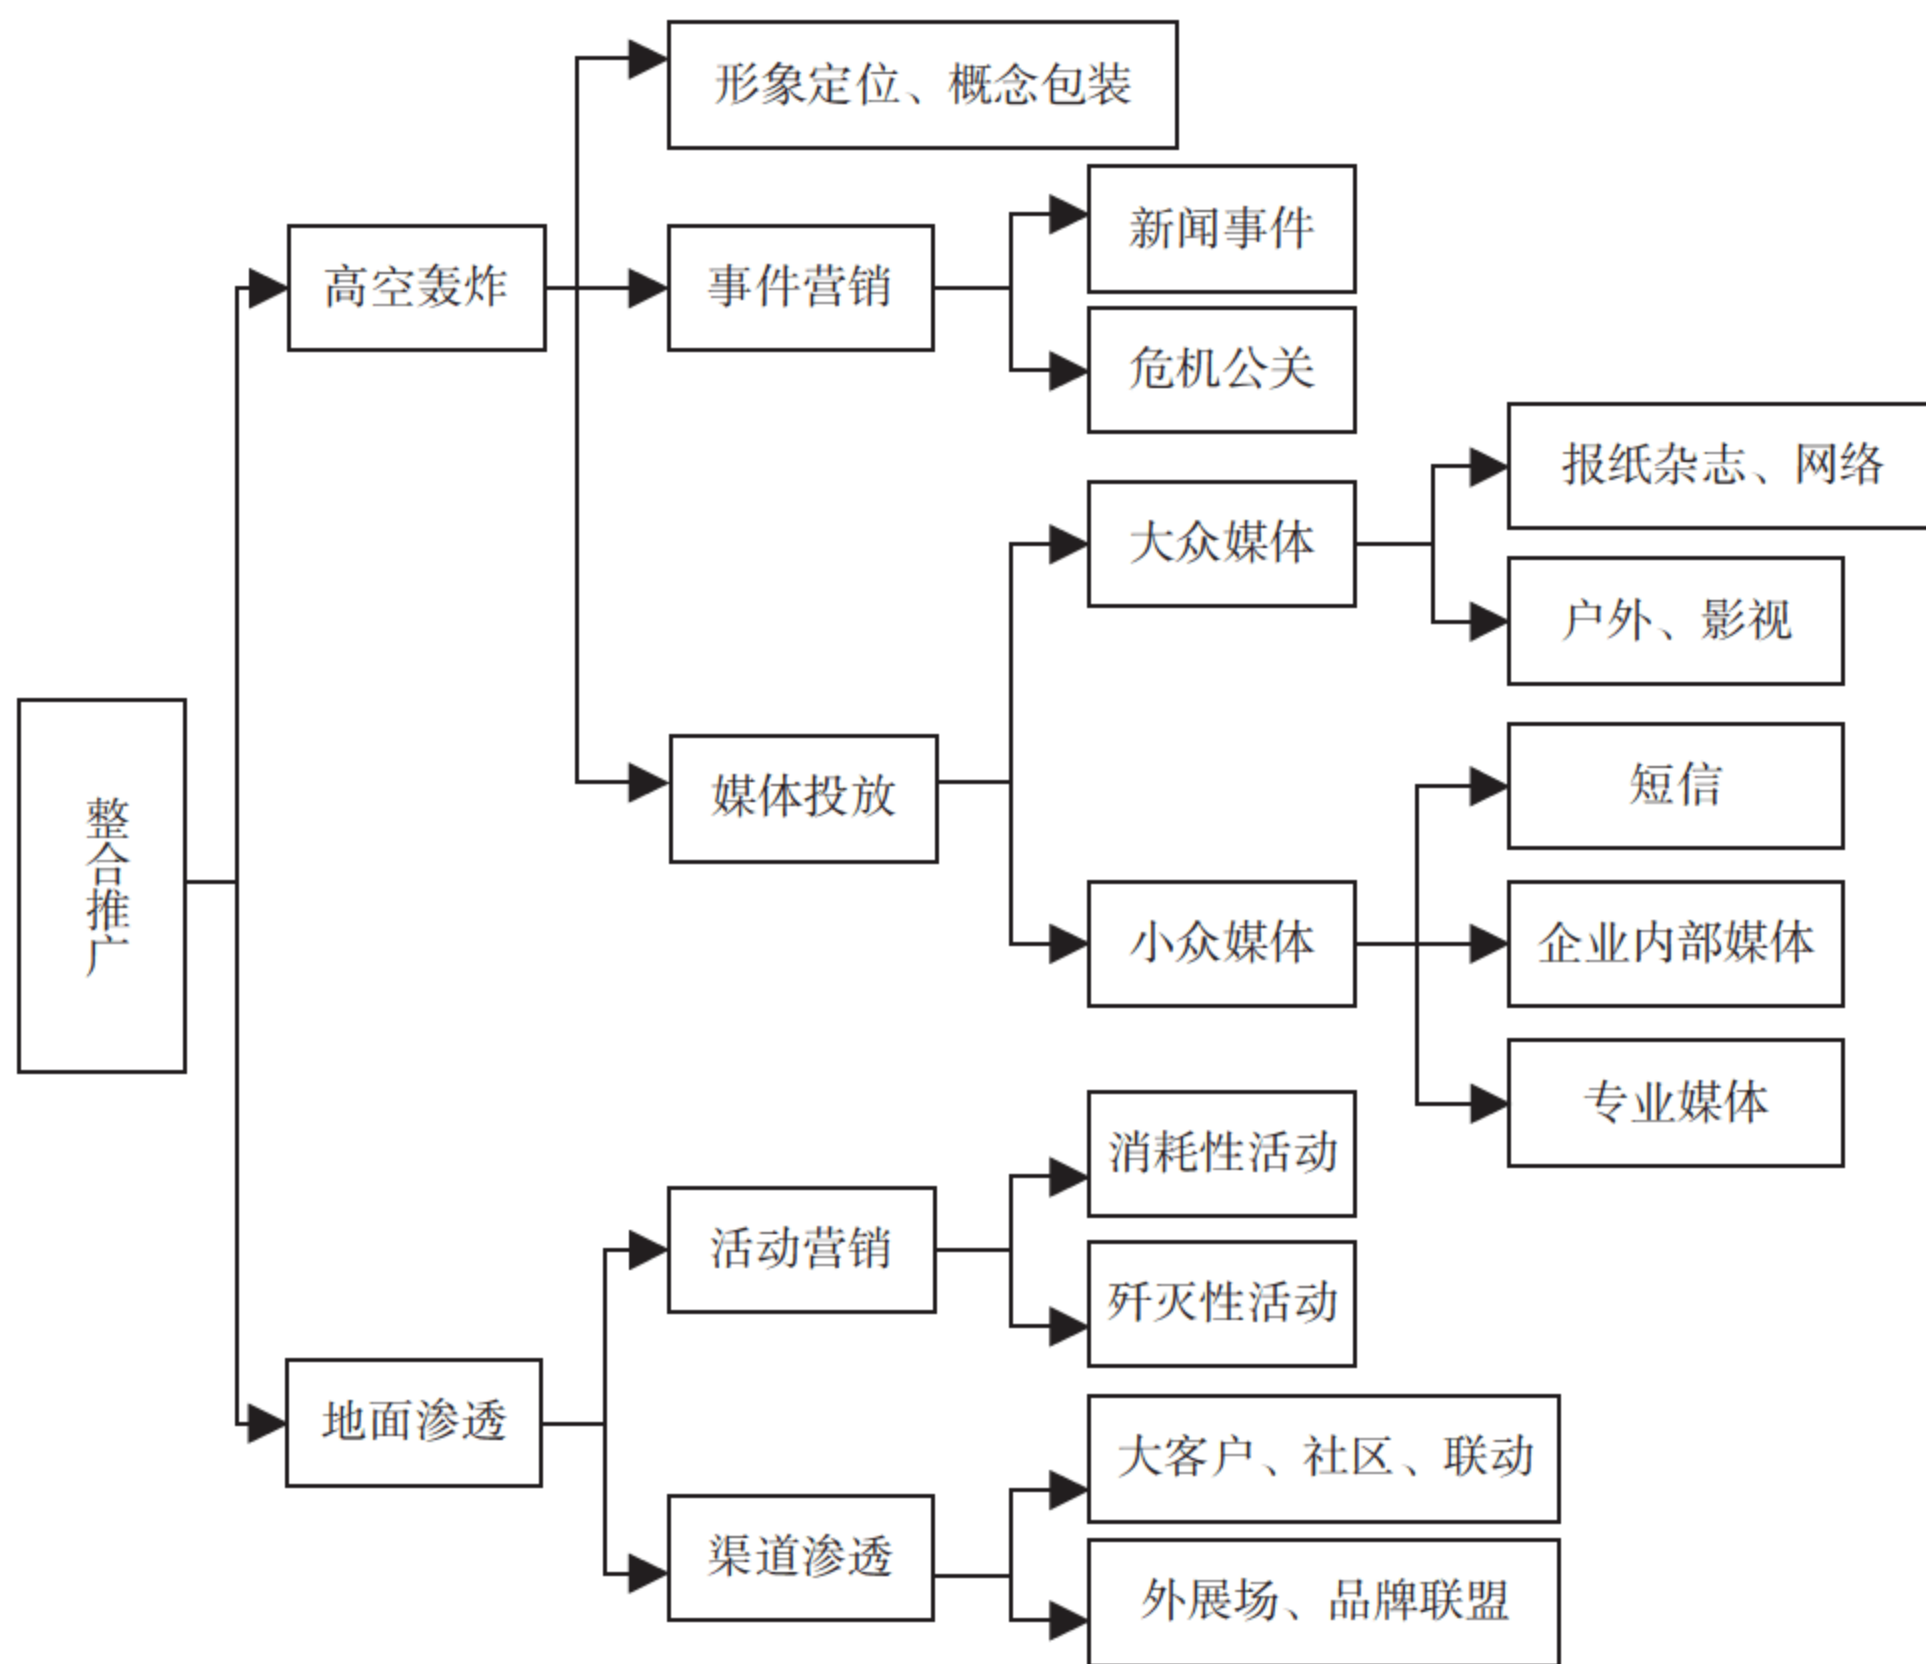 形象定位、概念包装
新闻事件
高空轰炸
事件营销
危机公关
报纸杂志、网络
大众媒体
户外、影视
媒体投放
短信
整合推广
小众媒体
企业内部媒体
专业媒体
消耗性活动
活动营销
歼灭性活动
地面渗透
大客户、社区、联动
渠道渗透
外展场、品牌联盟